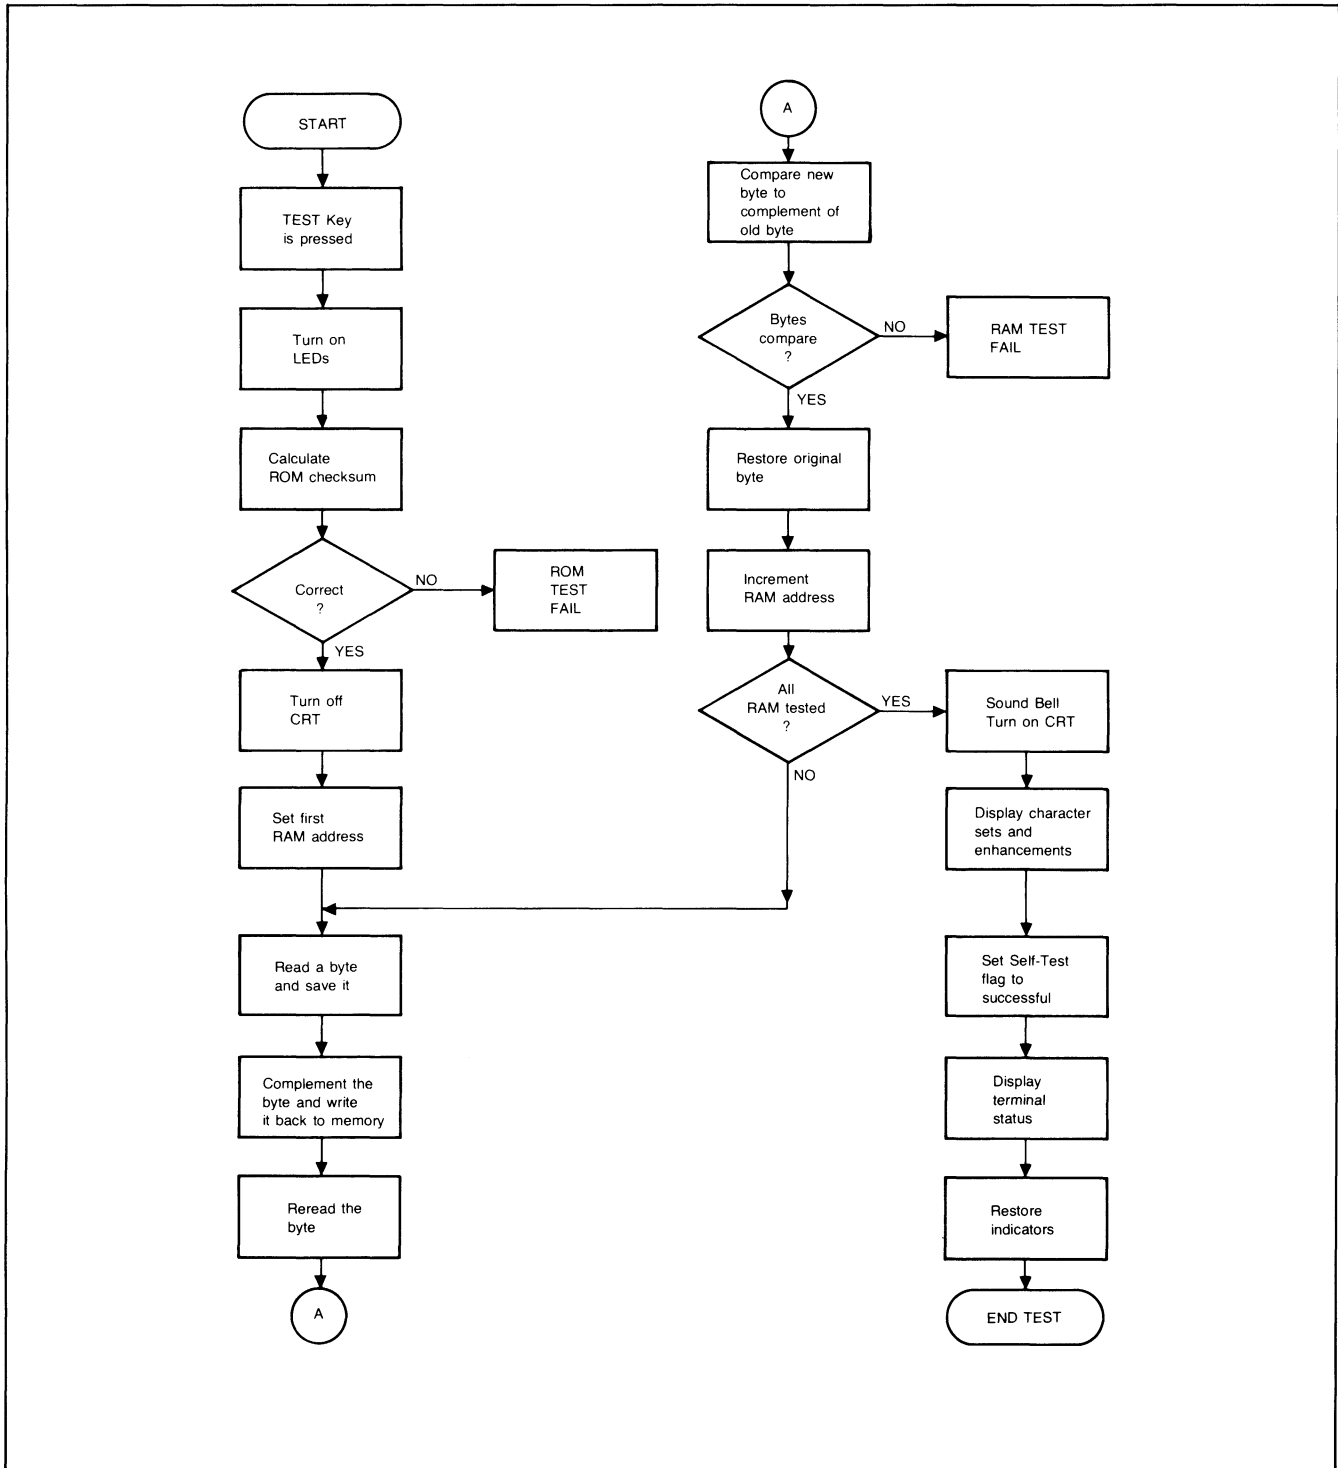 START
TEST Key
is pressed
Turn on
LEDs
Calculate
ROM checksum
Correct
?
NO
ROM
TEST
FAIL
YES
Turn off
CRT
Set first
RAM address
Read a byte
and save it
Complement the
byte and write
it back to memory
Reread the
byte
A
A
Compare new
byte to
complement of
old byte
Bytes
compare
?
NO
RAM TEST
FAIL
YES
Restore original
byte
Increment
RAM address
All
RAM tested
?
YES
NO
Sound Bell
Turn on CRT
Display character
sets and
enhancements
Set Self-Test
flag to
successful
Display
terminal
status
Restore
indicators
END TEST